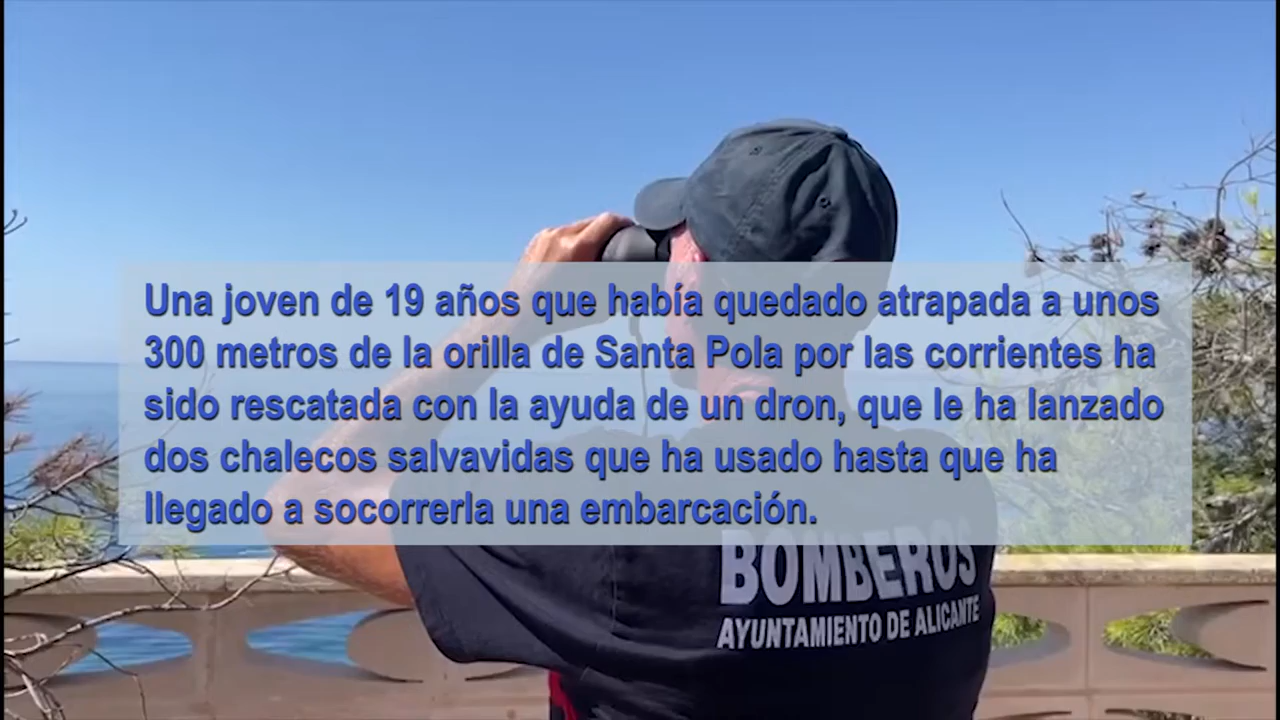 Una joven de 19 años que había quedado atrapada a unos
300 metros de la orilla de Santa Pola por las corrientes ha
sido rescatada con la ayuda de un dron, que le ha lanzado
dos chalecos salvavidas que ha usado hasta que ha
llegado a socorrerla una embarcación.
BOMBEROS
AYUNTAMIENTO DE ALICANTE